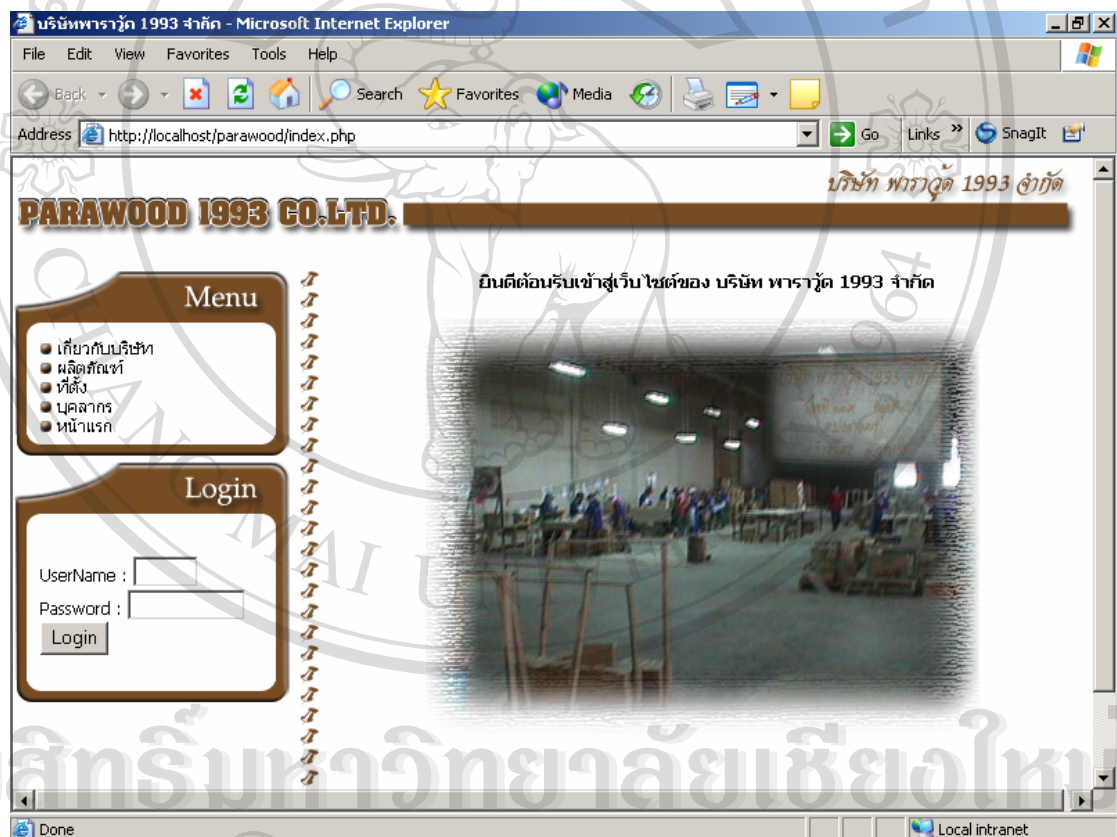 บริษัทพาราวู้ด 1993 จำกัด - Microsoft Internet Explorer
File Edit View Favorites Tools Help
Back Search Favorites Media
Address http://localhost/parawood/index.php Go Links » SnagIt
บริษัท พาราวู้ด 1993 จำกัด
PARAWOOD 1993 CO.LTD.
ยินดีต้อนรับเข้าสู่เว็บไซต์ของ บริษัท พาราวู้ด 1993 จำกัด
Menu
เกี่ยวกับบริษัท
ผลิตภัณฑ์
ที่ตั้ง
บุคลากร
หน้าแรก
Login
UserName :
Password :
Login
CHIANG MAI UNIVERSITY 1964
สิทธิ์มหาวิทยาลัยเชียงใหม่
Done Local intranet